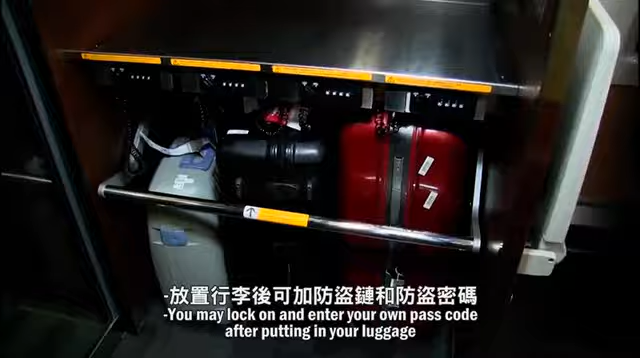 -放置行李後可加防盜鏈和防盜密碼
-You may lock on and enter your own pass code
after putting in your luggage